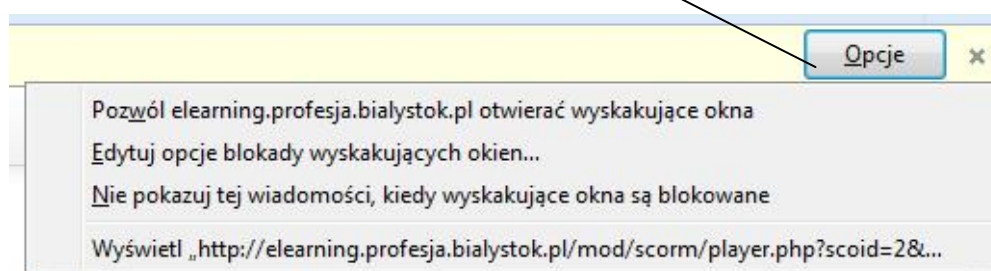 Opcje
Pozwól elearning.profesja.bialystok.pl otwierać wyskakujące okna
Edytuj opcje blokady wyskakujących okien...
Nie pokazuj tej wiadomości, kiedy wyskakujące okna są blokowane
Wyświetl „http://elearning.profesja.bialystok.pl/mod/scorm/player.php?scoid=2&...